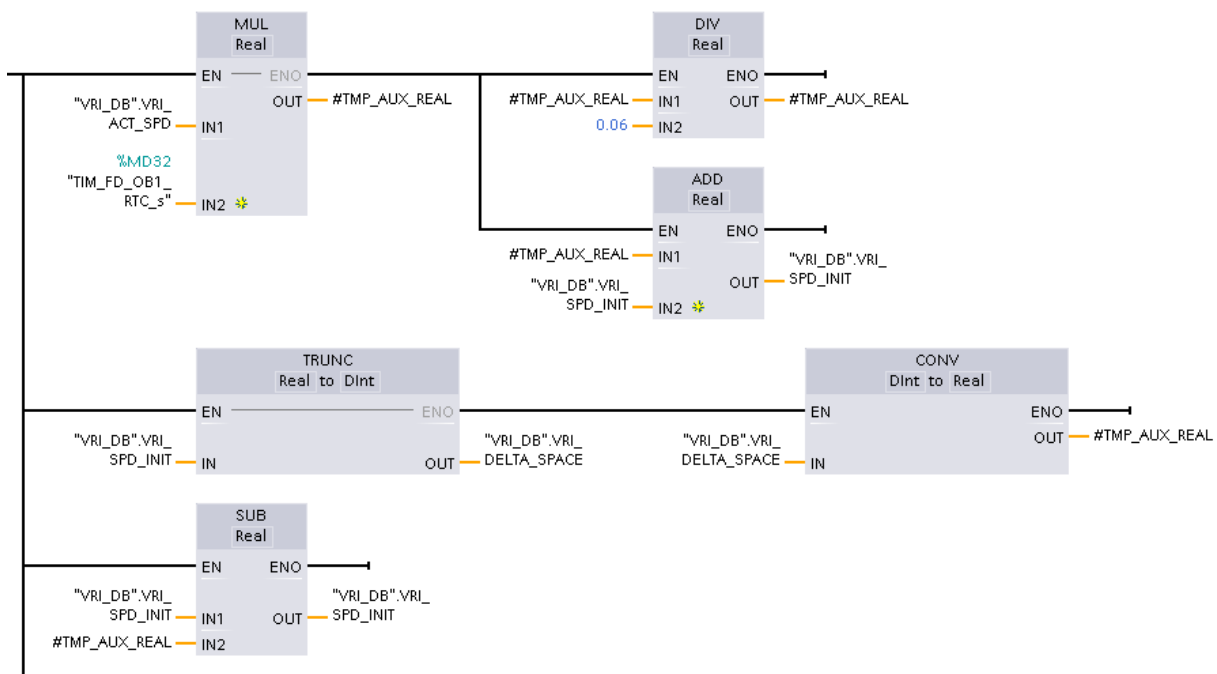 MUL
Real
EN
ENO
"VRI_DB".VRI_
ACT_SPD
IN1
OUT
#TMP_AUX_REAL
%MD32
"TIM_FD_OB1_
RTC_s"
IN2
DIV
Real
EN
ENO
#TMP_AUX_REAL
IN1
OUT
#TMP_AUX_REAL
0.06
IN2
ADD
Real
EN
ENO
#TMP_AUX_REAL
IN1
"VRI_DB".VRI_
SPD_INIT
OUT
"VRI_DB".VRI_
SPD_INIT
IN2
TRUNC
Real to DInt
EN
ENO
"VRI_DB".VRI_
SPD_INIT
IN
OUT
"VRI_DB".VRI_
DELTA_SPACE
CONV
DInt to Real
EN
ENO
"VRI_DB".VRI_
DELTA_SPACE
IN
OUT
#TMP_AUX_REAL
SUB
Real
EN
ENO
"VRI_DB".VRI_
SPD_INIT
IN1
OUT
"VRI_DB".VRI_
SPD_INIT
#TMP_AUX_REAL
IN2